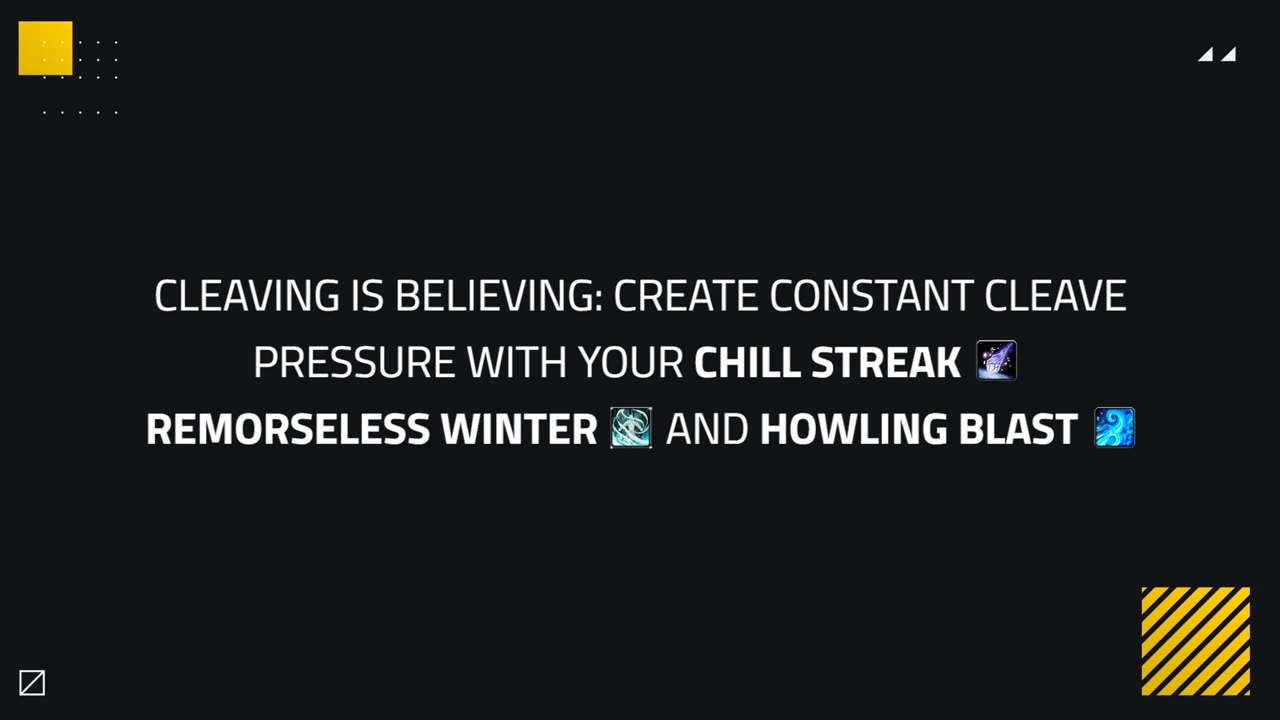 CLEAVING IS BELIEVING: CREATE CONSTANT CLEAVE
PRESSURE WITH YOUR CHILL STREAK
REMORSELESS WINTER AND HOWLING BLAST